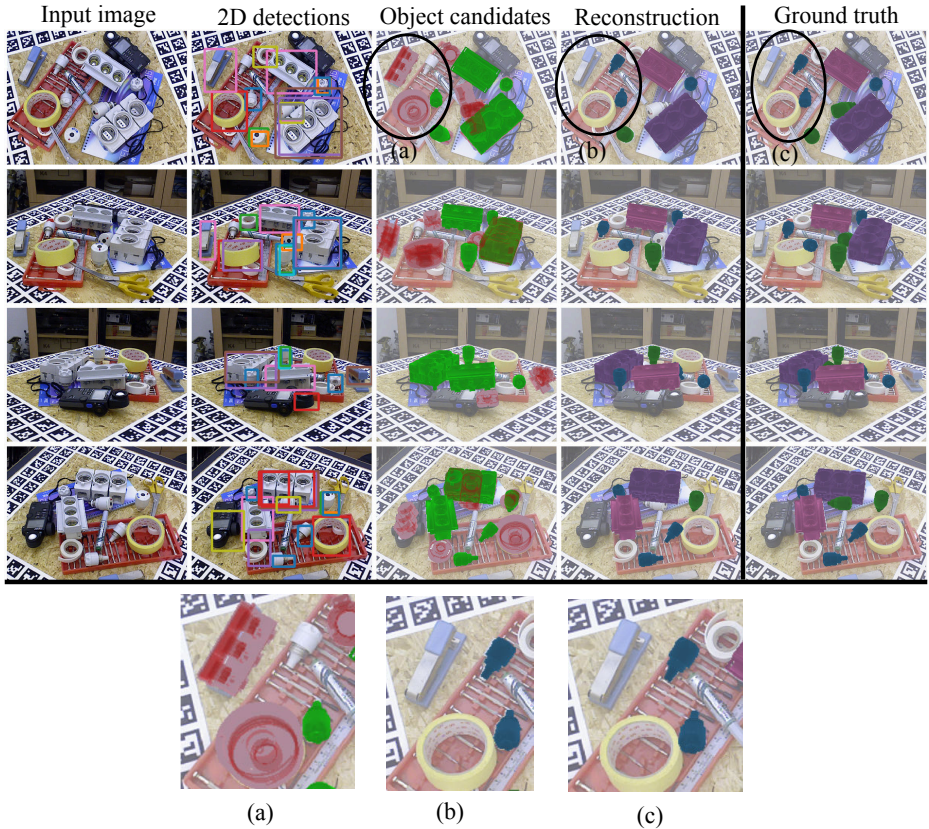 Input image
2D detections
Object candidates
Reconstruction
Ground truth
(a)
(b)
(c)
(a)
(b)
(c)